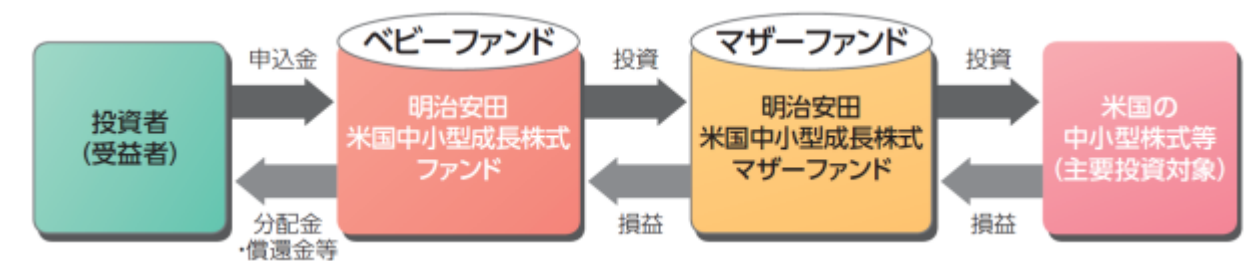 投資者
(受益者)
申込金
分配金
・償還金等
ベビーファンド
明治安田
米国中小型成長株式
ファンド
投資
損益
マザーファンド
明治安田
米国中小型成長株式
マザーファンド
投資
損益
米国の
中小型株式等
(主要投資対象)